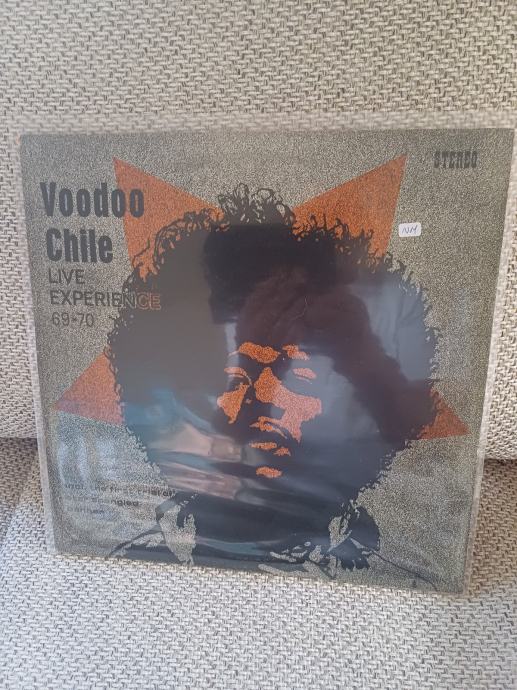 STEREO
Voodoo
Chile
LIVE
EXPERIENCE
69-70
NM